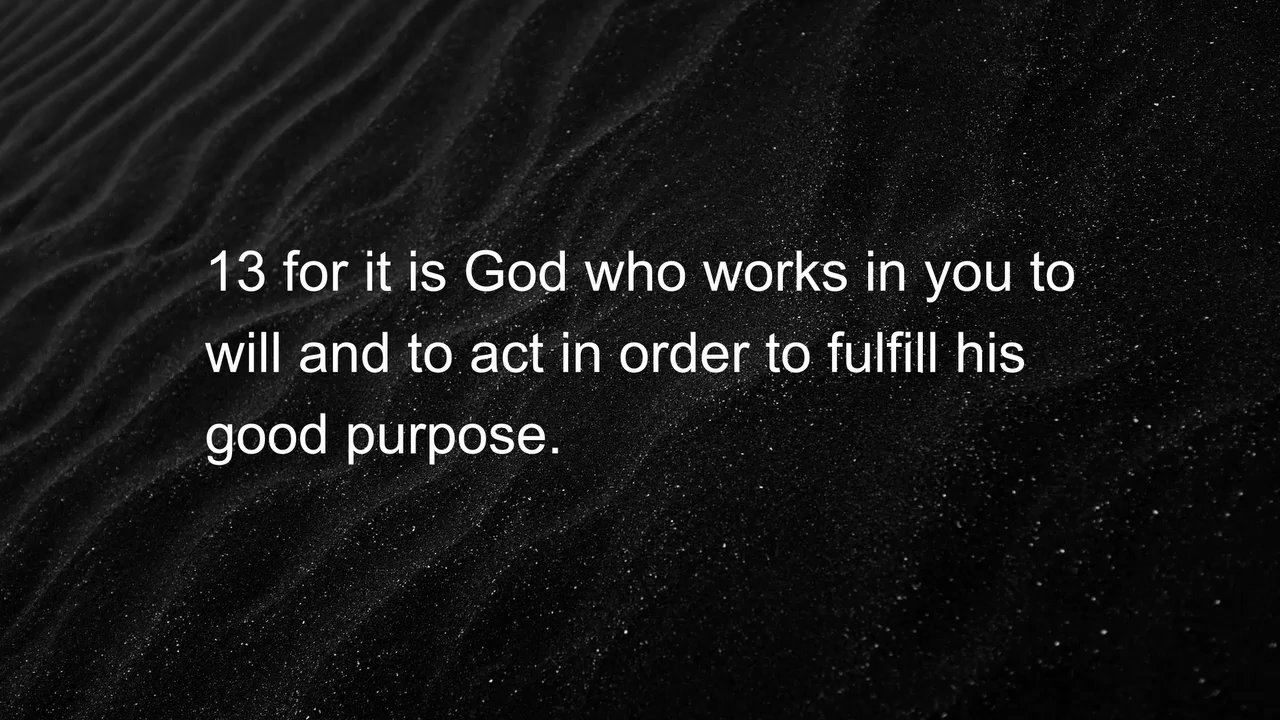 13 for it is God who works in you to
will and to act in order to fulfill his
good purpose.